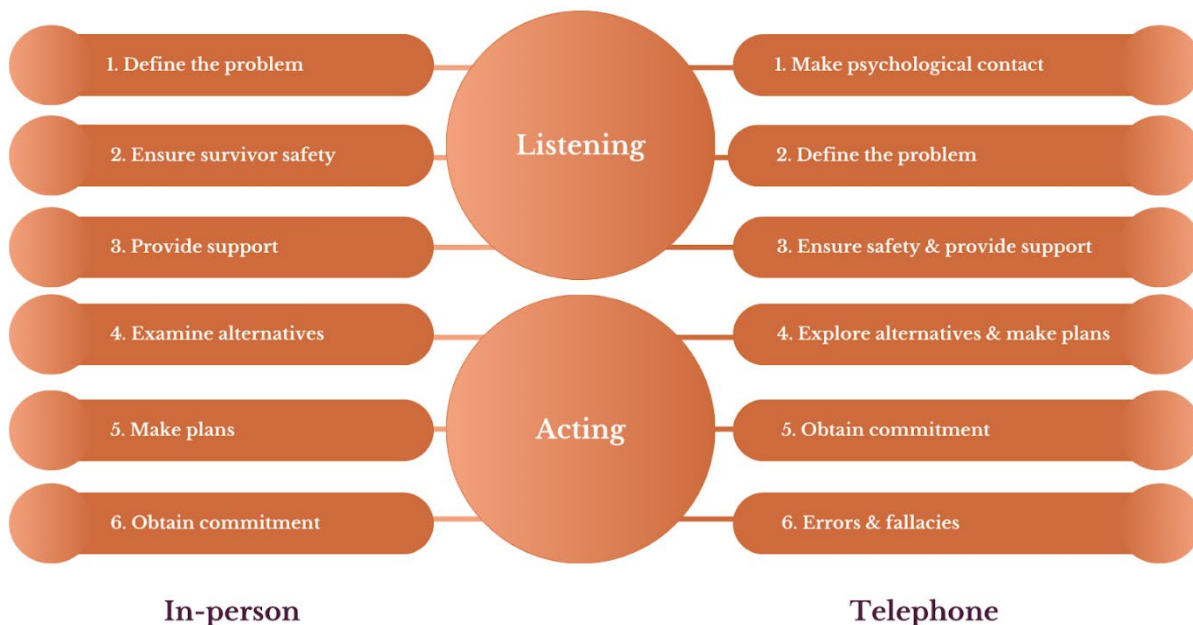 1. Define the problem
2. Ensure survivor safety
3. Provide support
4. Examine alternatives
5. Make plans
6. Obtain commitment
In-person
Listening
Acting
1. Make psychological contact
2. Define the problem
3. Ensure safety & provide support
4. Explore alternatives & make plans
5. Obtain commitment
6. Errors & fallacies
Telephone